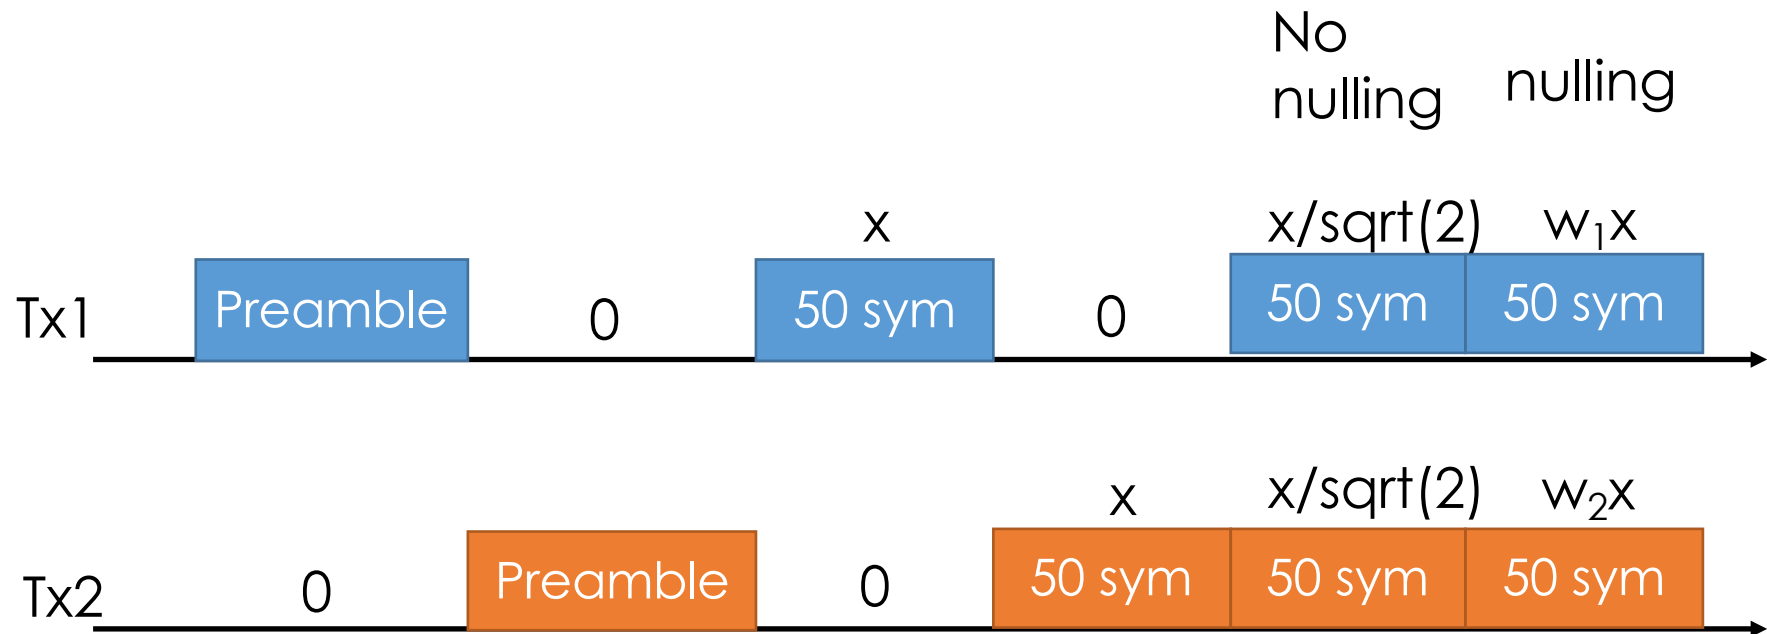 No
nulling
nulling
x
x/sqrt(2)
w₁x
Tx1
Preamble
0
50 sym
0
50 sym
50 sym
x
x/sqrt(2)
w₂x
Tx2
0
Preamble
0
50 sym
50 sym
50 sym